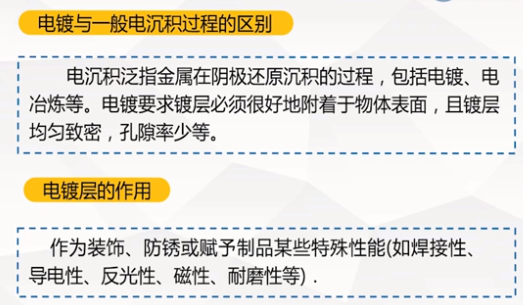 电镀与一般电沉积过程的区别
电沉积泛指金属在阴极还原沉积的过程，包括电镀、电
冶炼等。电镀要求镀层必须很好地附着于物体表面，且镀层
均匀致密，孔隙率少等。
电镀层的作用
作为装饰、防锈或赋予制品某些特殊性能(如焊接性、
导电性、反光性、磁性、耐磨性等)．